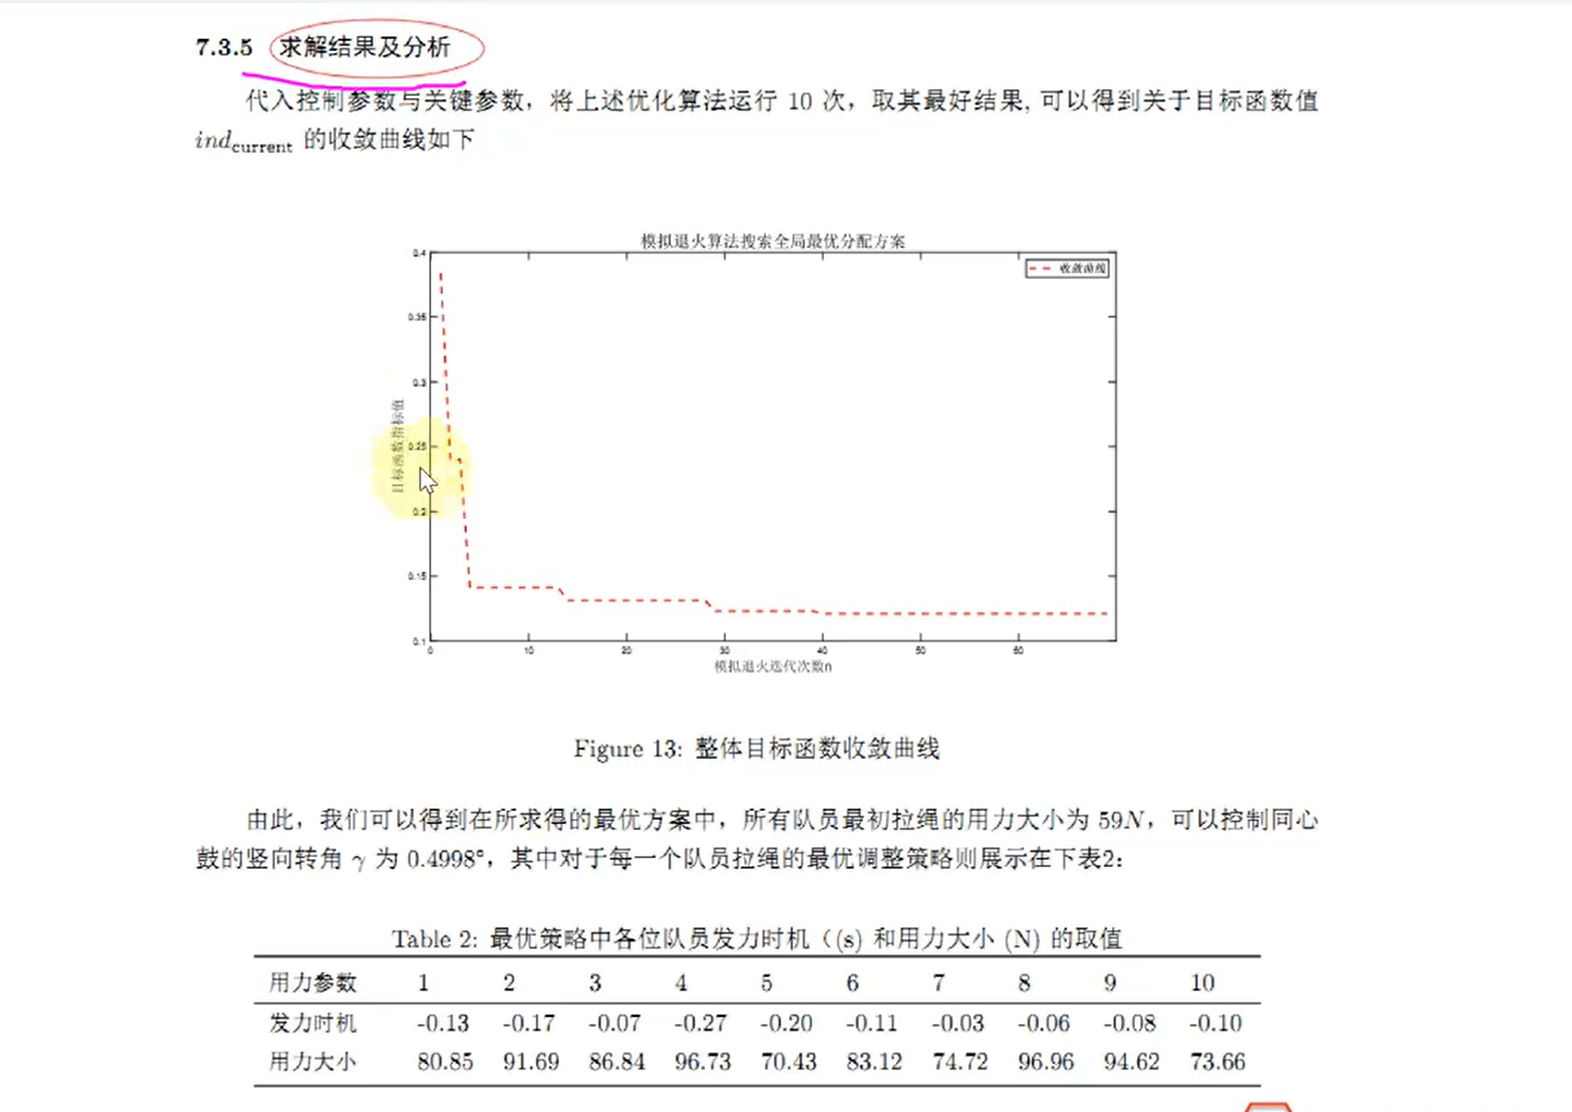 7.3.5 求解结果及分析
代入控制参数与关键参数，将上述优化算法运行 10 次，取其最好结果, 可以得到关于目标函数值
indcurrent 的收敛曲线如下
模拟退火算法搜索全局最优分配方案
收敛曲线
0.4
0.35
0.3
0.25
0.2
0.15
0.1
目标函数指标值
0 10 20 30 40 50 60
模拟退火迭代次数n
Figure 13: 整体目标函数收敛曲线
由此，我们可以得到在所求得的最优方案中，所有队员最初拉绳的用力大小为 59N，可以控制同心
鼓的竖向转角 γ 为 0.4998°，其中对于每一个队员拉绳的最优调整策略则展示在下表2：
Table 2: 最优策略中各位队员发力时机（(s) 和用力大小 (N) 的取值
用力参数 1 2 3 4 5 6 7 8 9 10
发力时机 -0.13 -0.17 -0.07 -0.27 -0.20 -0.11 -0.03 -0.06 -0.08 -0.10
用力大小 80.85 91.69 86.84 96.73 70.43 83.12 74.72 96.96 94.62 73.66